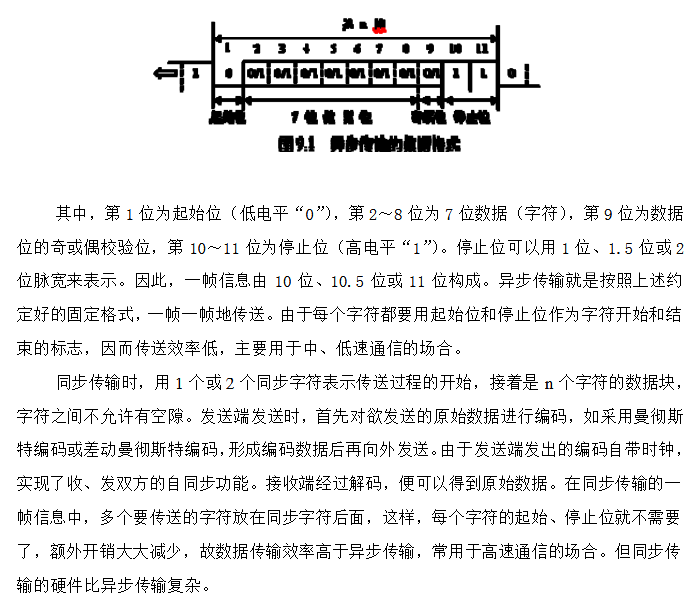 共 n 帧
1 2 3 4 5 6 7 8 9 10 11
1 0 0/1 0/1 0/1 0/1 0/1 0/1 0/1 0/1 1 1 0
起始位 7 位数据位 奇偶位 停止位
图9.1 异步传输的数据格式
其中，第1位为起始位（低电平“0”），第2～8位为7位数据（字符），第9位为数据
位的奇或偶校验位，第10～11位为停止位（高电平“1”）。停止位可以用1位、1.5位或2
位脉宽来表示。因此，一帧信息由10位、10.5位或11位构成。异步传输就是按照上述约
定好的固定格式，一帧一帧地传送。由于每个字符都要用起始位和停止位作为字符开始和结
束的标志，因而传送效率低，主要用于中、低速通信的场合。
同步传输时，用1个或2个同步字符表示传送过程的开始，接着是n个字符的数据块，
字符之间不允许有空隙。发送端发送时，首先对欲发送的原始数据进行编码，如采用曼彻斯
特编码或差动曼彻斯特编码，形成编码数据后再向外发送。由于发送端发出的编码自带时钟，
实现了收、发双方的自同步功能。接收端经过解码，便可以得到原始数据。在同步传输的一
帧信息中，多个要传送的字符放在同步字符后面，这样，每个字符的起始、停止位就不需要
了，额外开销大大减少，故数据传输效率高于异步传输，常用于高速通信的场合。但同步传
输的硬件比异步传输复杂。